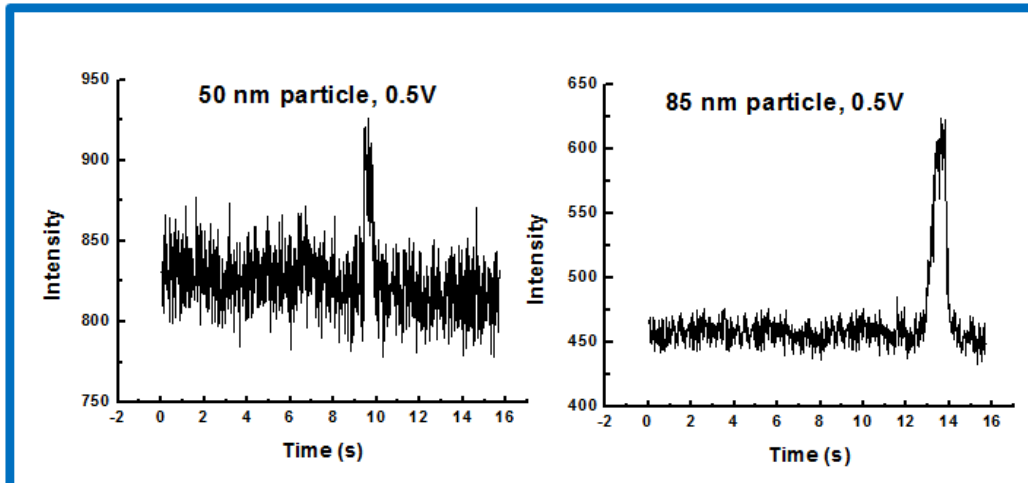 50 nm particle, 0.5V
950
900
850
800
750
Intensity
-2 0 2 4 6 8 10 12 14 16
Time (s)
85 nm particle, 0.5V
650
600
550
500
450
400
Intensity
-2 0 2 4 6 8 10 12 14 16
Time (s)